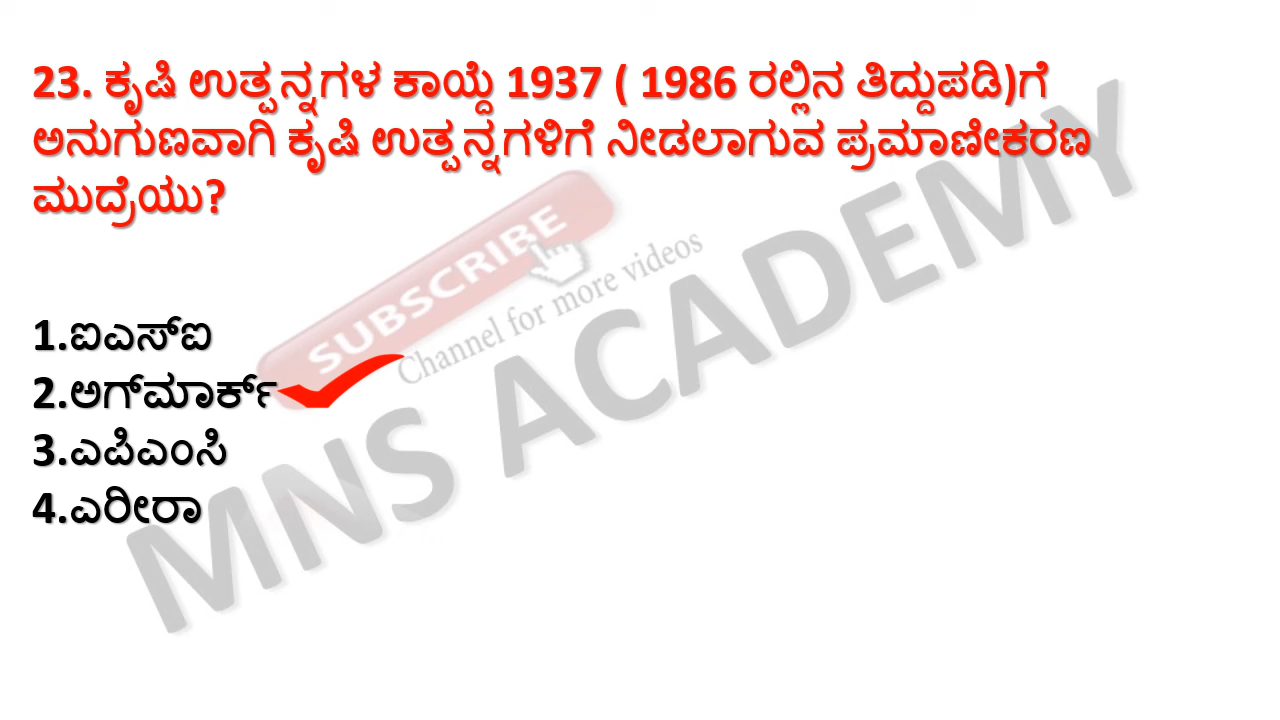 23. ಕೃಷಿ ಉತ್ಪನ್ನಗಳ ಕಾಯ್ದೆ 1937 ( 1986 ರಲ್ಲಿನ ತಿದ್ದುಪಡಿ)ಗೆ
ಅನುಗುಣವಾಗಿ ಕೃಷಿ ಉತ್ಪನ್ನಗಳಿಗೆ ನೀಡಲಾಗುವ ಪ್ರಮಾಣೀಕರಣ
ಮುದ್ರೆಯು?
SUBSCRIBE
Channel for more videos
MNS ACADEMY
1.ಐಎಸ್ಐ
2.ಅಗ್‌ಮಾರ್ಕ್
3.ಎಪಿಎಂಸಿ
4.ಎರೀರಾ